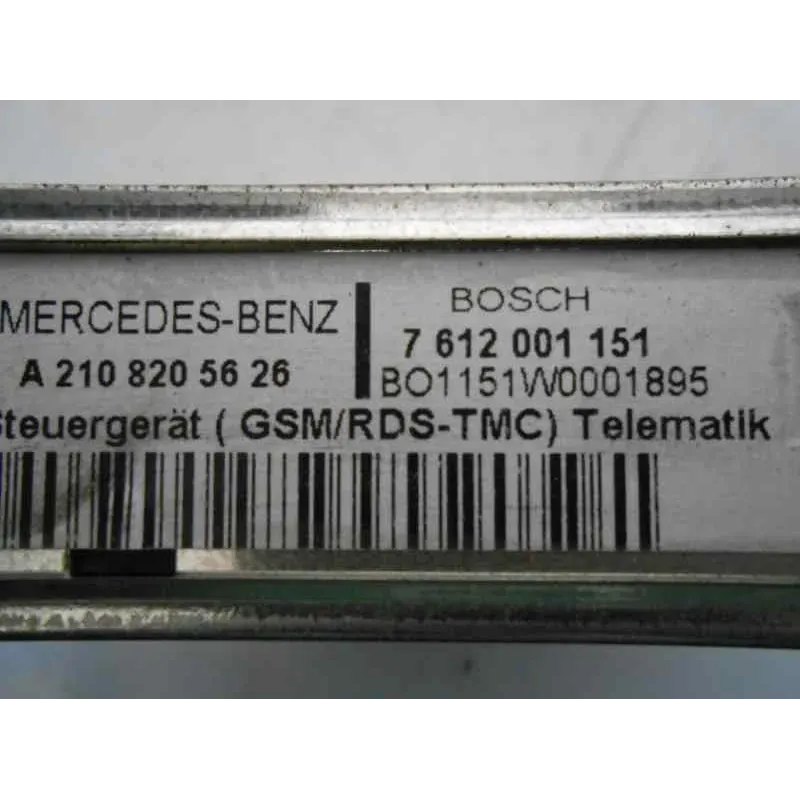 MERCEDES-BENZ
A 210 820 56 26
BOSCH
7 612 001 151
BO1151W0001895
Steuergerät ( GSM/RDS-TMC) Telematik